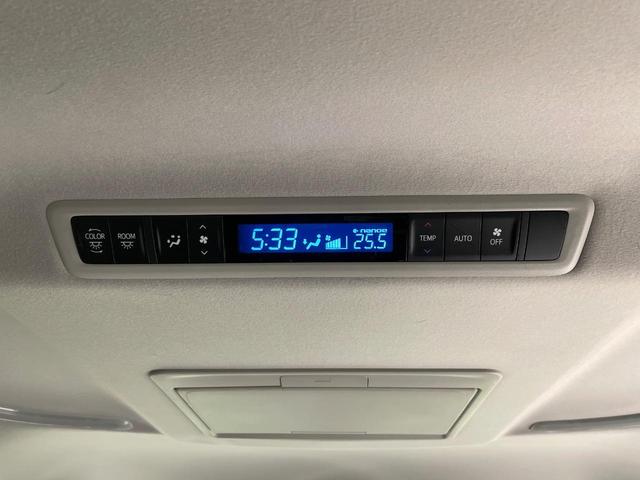 COLOR
ROOM
5:33
nanoe
25.5
TEMP
AUTO
OFF